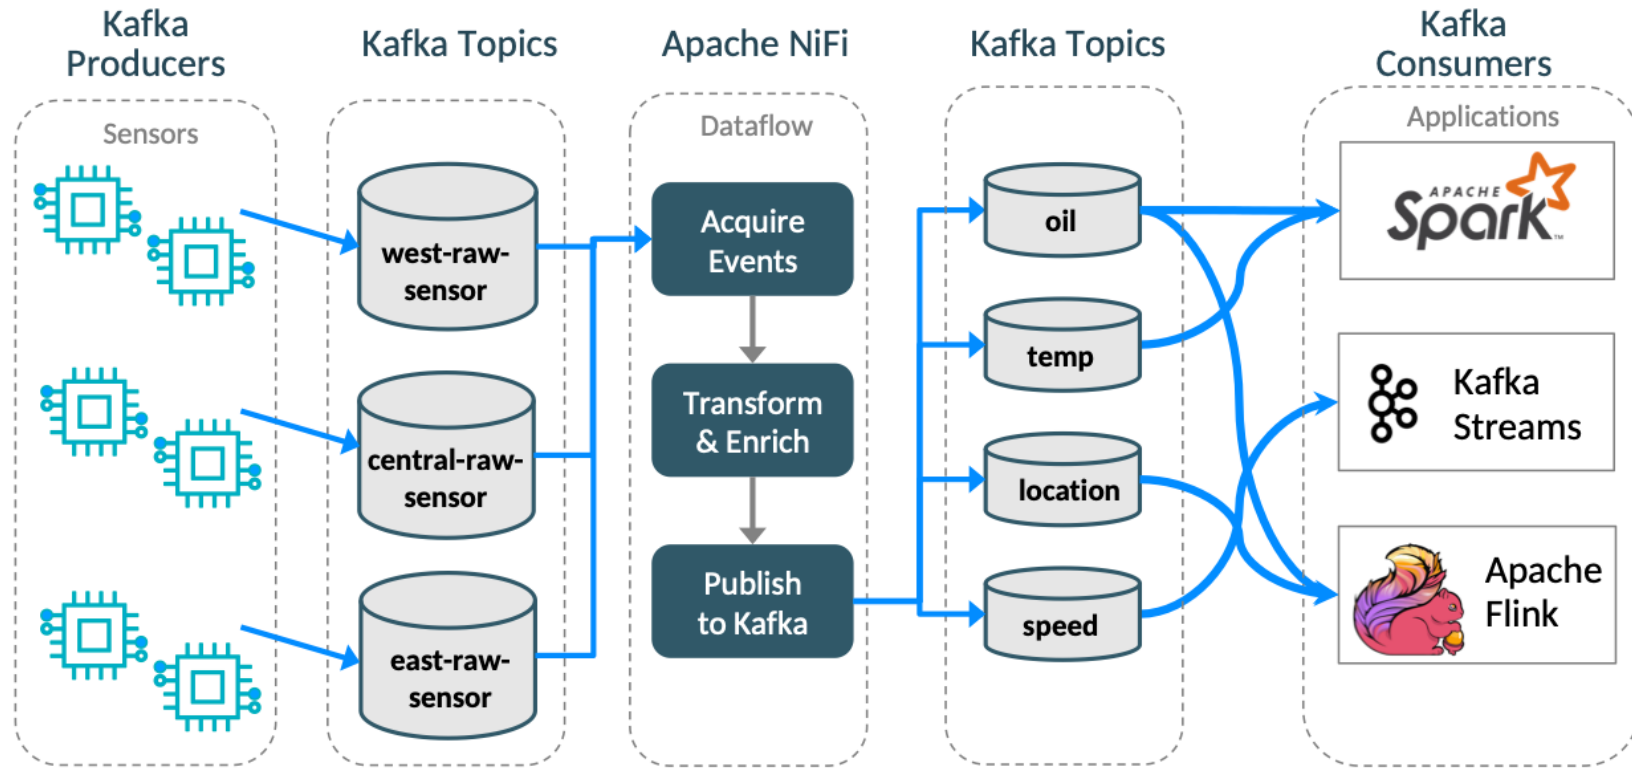 Kafka
Producers
Kafka Topics
Apache NiFi
Kafka Topics
Kafka
Consumers
Sensors
Dataflow
Applications
west-raw-
sensor
central-raw-
sensor
east-raw-
sensor
Acquire
Events
Transform
& Enrich
Publish
to Kafka
oil
temp
location
speed
APACHE
Spark™
Kafka
Streams
Apache
Flink